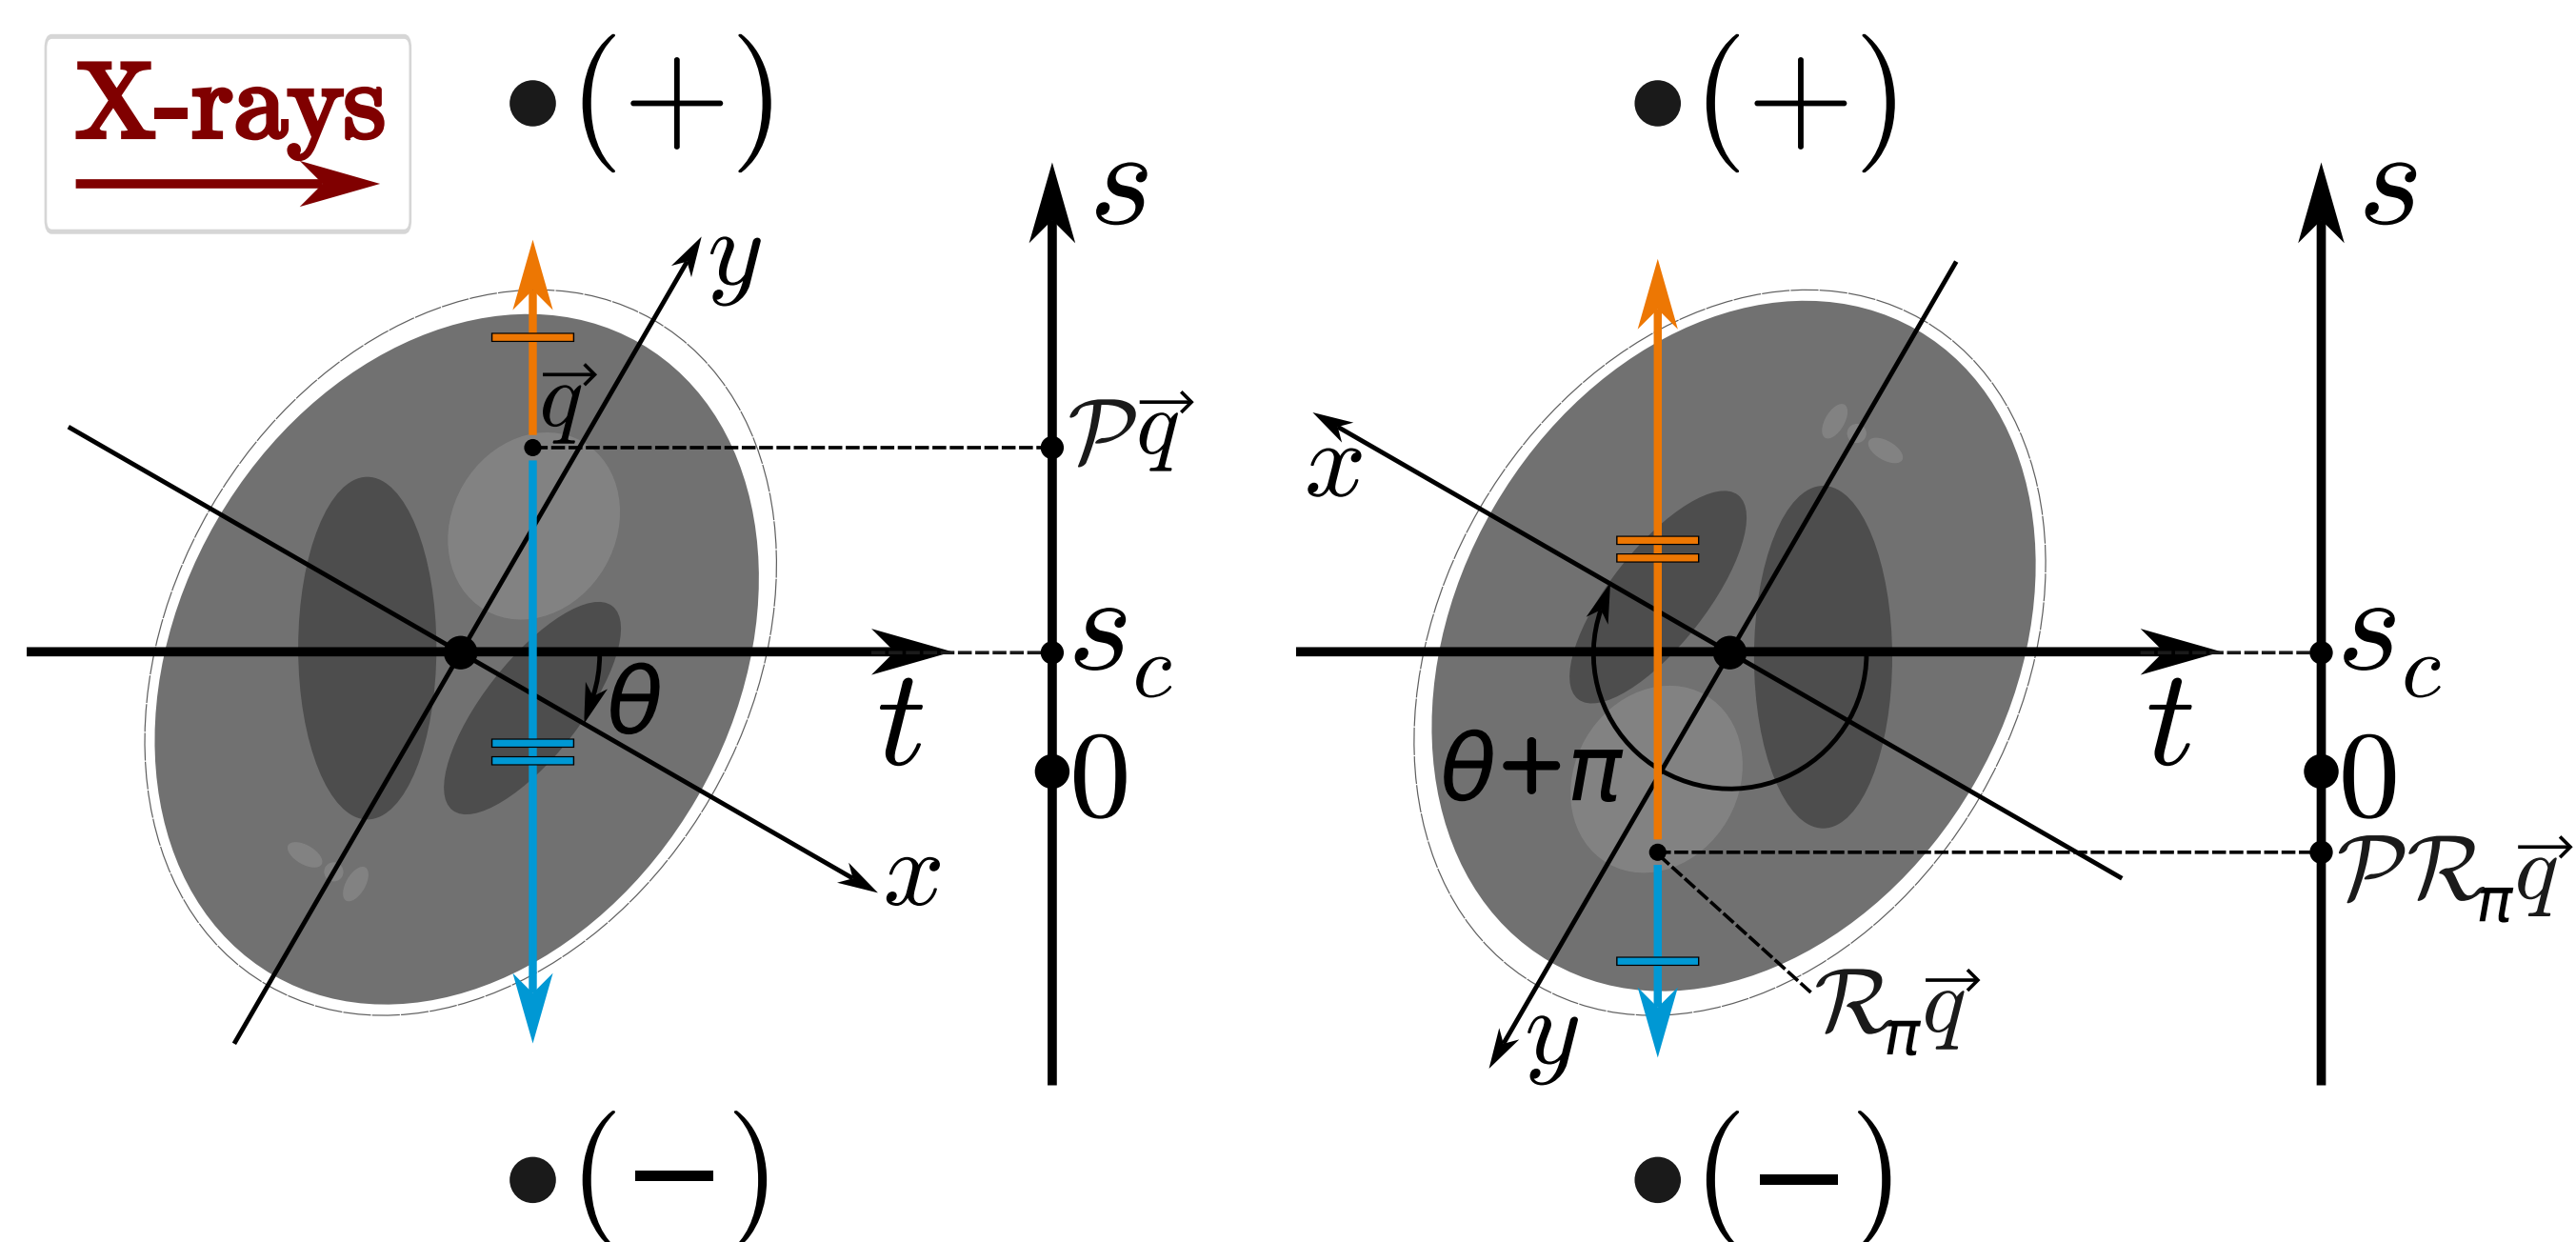 X-rays
(+)
(+)
s
s
y
q⃗
𝒫q⃗
x
s_c
s_c
θ
t
t
0
0
θ+π
x
𝒫ℛ_π q⃗
ℛ_π q⃗
y
(−)
(−)